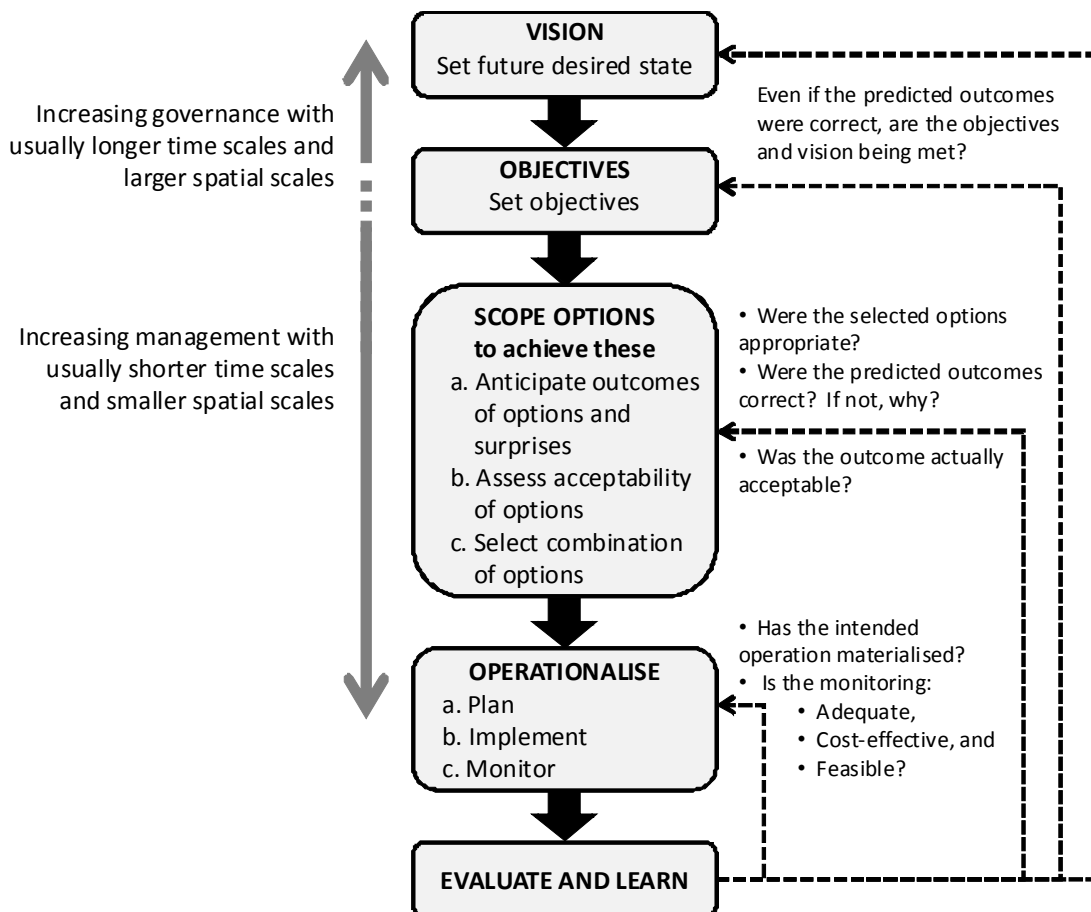 VISION
Set future desired state
Increasing governance with
usually longer time scales and
larger spatial scales
Even if the predicted outcomes
were correct, are the objectives
and vision being met?
OBJECTIVES
Set objectives
SCOPE OPTIONS
to achieve these
a. Anticipate outcomes
of options and
surprises
b. Assess acceptability
of options
c. Select combination
of options
Increasing management with
usually shorter time scales
and smaller spatial scales
• Were the selected options
appropriate?
• Were the predicted outcomes
correct? If not, why?
• Was the outcome actually
acceptable?
OPERATIONALISE
a. Plan
b. Implement
c. Monitor
• Has the intended
operation materialised?
• Is the monitoring:
• Adequate,
• Cost-effective, and
• Feasible?
EVALUATE AND LEARN